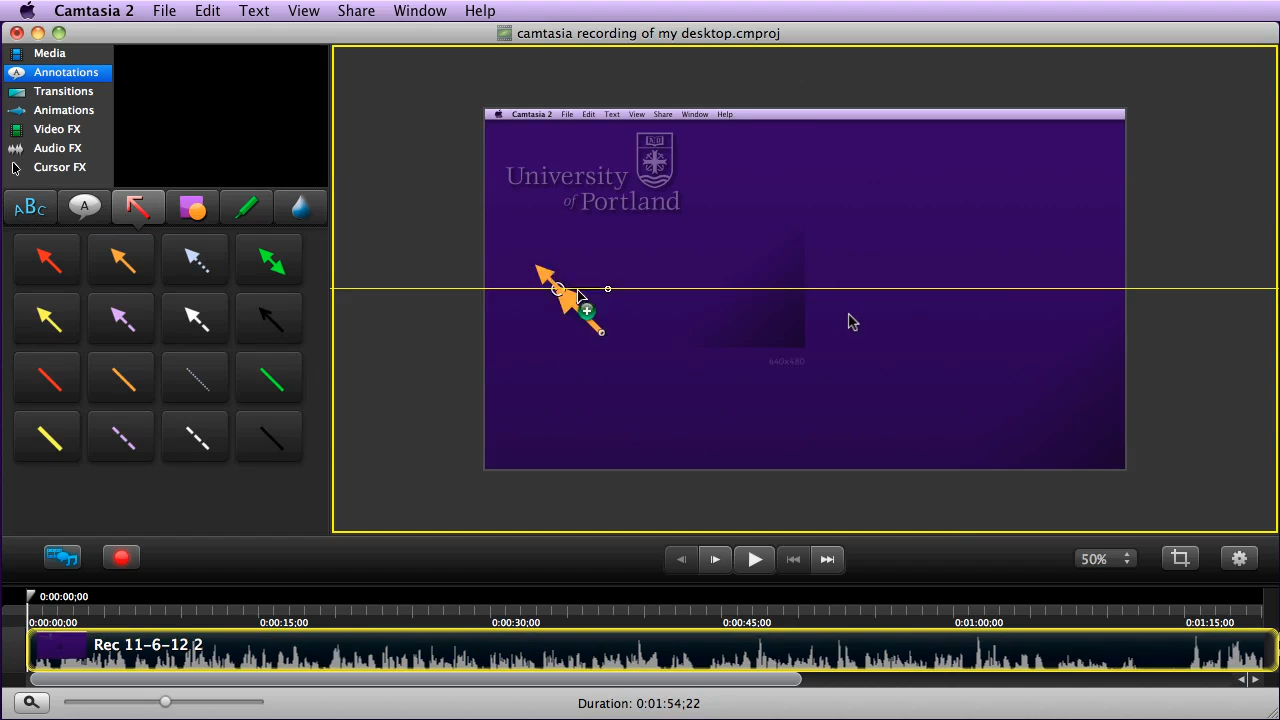 Camtasia 2 File Edit Text View Share Window Help
camtasia recording of my desktop.cmproj
Media
Annotations
Transitions
Animations
Video FX
Audio FX
Cursor FX
ABC
A
Camtasia 2 File Edit Text View Share Window Help
University
of Portland
640x480
50%
0:00:00;00
0:00:00;00 0:00:15;00 0:00:30;00 0:00:45;00 0:01:00;00 0:01:15;00
Rec 11-6-12 2
Duration: 0:01:54;22